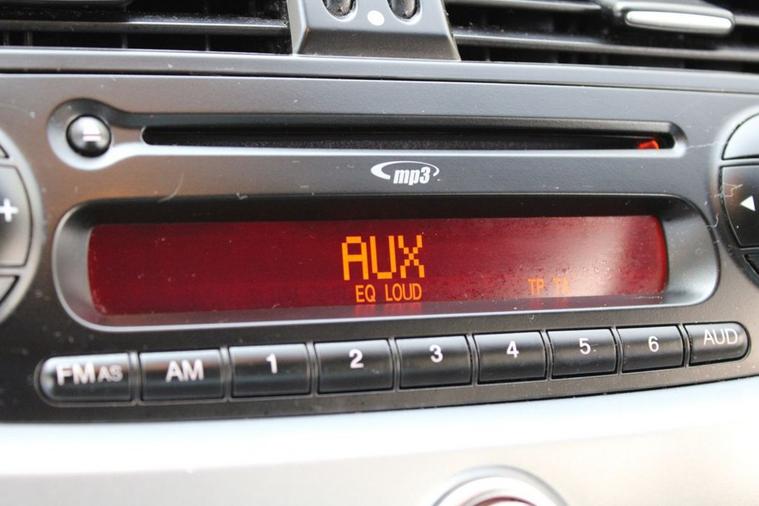 mp3
AUX
EQ LOUD TP TA
FM AS AM 1 2 3 4 5 6 AUD
+